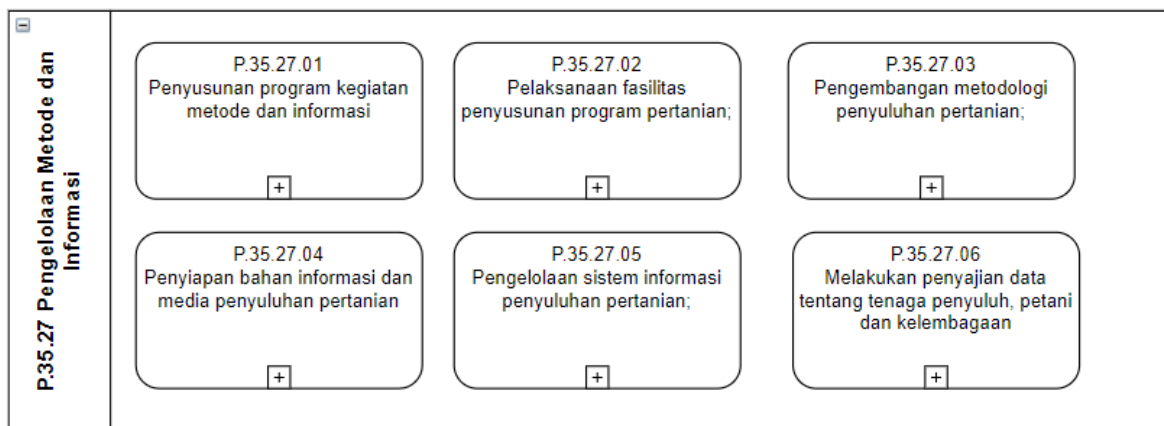 P.35.27 Pengelolaan Metode dan
Informasi
P.35.27.01
Penyusunan program kegiatan
metode dan informasi
P.35.27.02
Pelaksanaan fasilitas
penyusunan program pertanian;
P.35.27.03
Pengembangan metodologi
penyuluhan pertanian;
P.35.27.04
Penyiapan bahan informasi dan
media penyuluhan pertanian
P.35.27.05
Pengelolaan sistem informasi
penyuluhan pertanian;
P.35.27.06
Melakukan penyajian data
tentang tenaga penyuluh, petani
dan kelembagaan